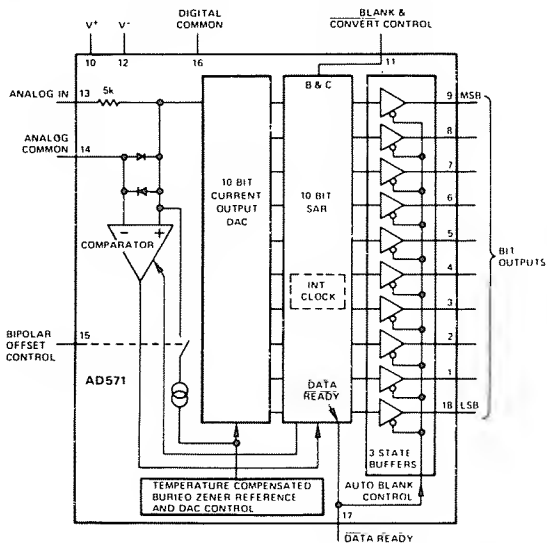 V+
V-
DIGITAL
COMMON
BLANK &
CONVERT CONTROL
10
12
16
11
ANALOG IN
13
5k
B & C
9
MSB
ANALOG
COMMON
14
8
7
10 BIT
CURRENT
OUTPUT
DAC
10 BIT
SAR
6
−
+
COMPARATOR
5
BIT
OUTPUTS
4
INT
CLOCK
3
BIPOLAR
OFFSET
CONTROL
15
2
AD571
1
DATA
READY
18
LSB
3 STATE
BUFFERS
TEMPERATURE COMPENSATED
BURIED ZENER REFERENCE
AND DAC CONTROL
AUTO BLANK
CONTROL
17
DATA READY